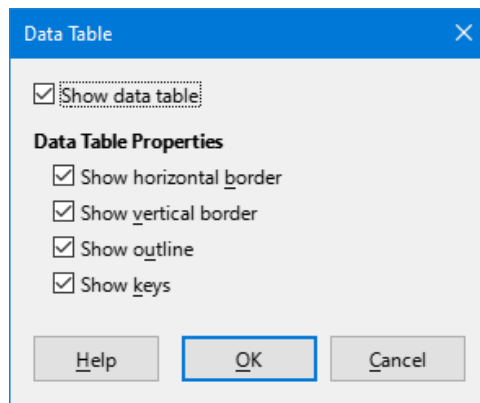 Data Table
Show data table
Data Table Properties
Show horizontal border
Show vertical border
Show outline
Show keys
Help OK Cancel